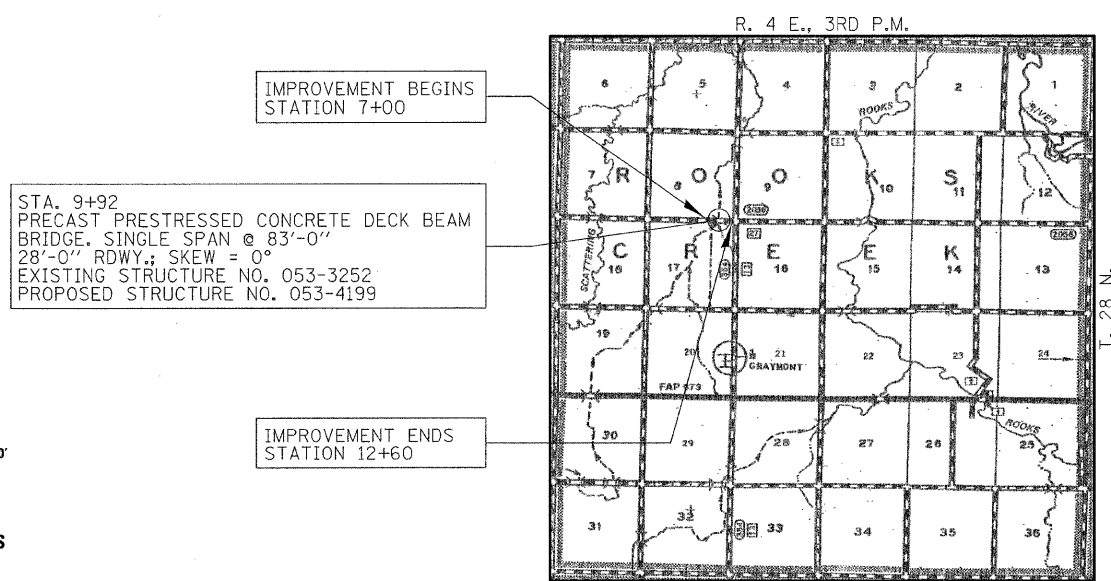 R. 4 E., 3RD P.M.
IMPROVEMENT BEGINS
STATION 7+00
STA. 9+92
PRECAST PRESTRESSED CONCRETE DECK BEAM
BRIDGE. SINGLE SPAN @ 83'-0''
28'-0'' RDWY.; SKEW = 0°
EXISTING STRUCTURE NO. 053-3252
PROPOSED STRUCTURE NO. 053-4199
IMPROVEMENT ENDS
STATION 12+60
6 5 4 3 2 1
ROOKS
RIVER
7 8 9 10 11 12
R O O K S
C R E E K
18 17 16 15 14 13
SCATTERING
T. 28 N.
19 20 21 22 23 24
GRAYMONT
FAP 673
ROOKS
30 29 28 27 26 25
31 32 33 34 35 36
S